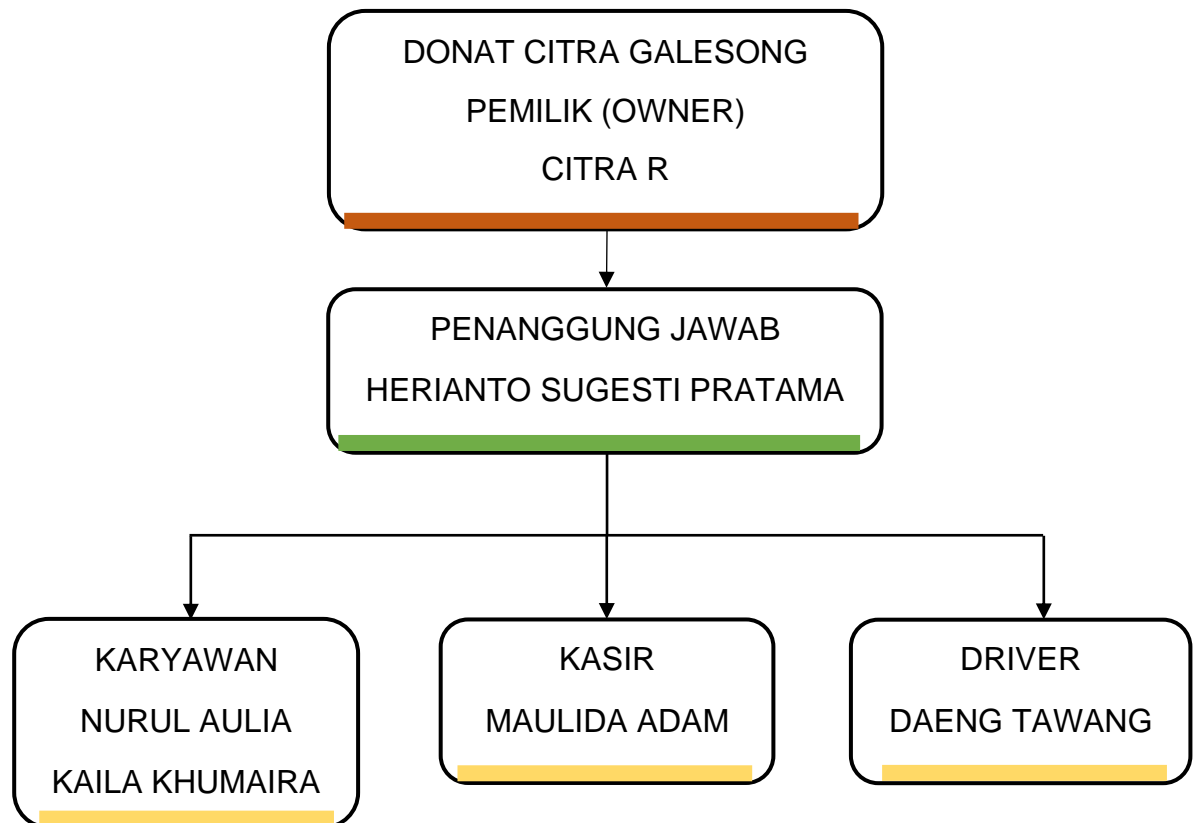 DONAT CITRA GALESONG
PEMILIK (OWNER)
CITRA R
PENANGGUNG JAWAB
HERIANTO SUGESTI PRATAMA
KARYAWAN
NURUL AULIA
KAILA KHUMAIRA
KASIR
MAULIDA ADAM
DRIVER
DAENG TAWANG